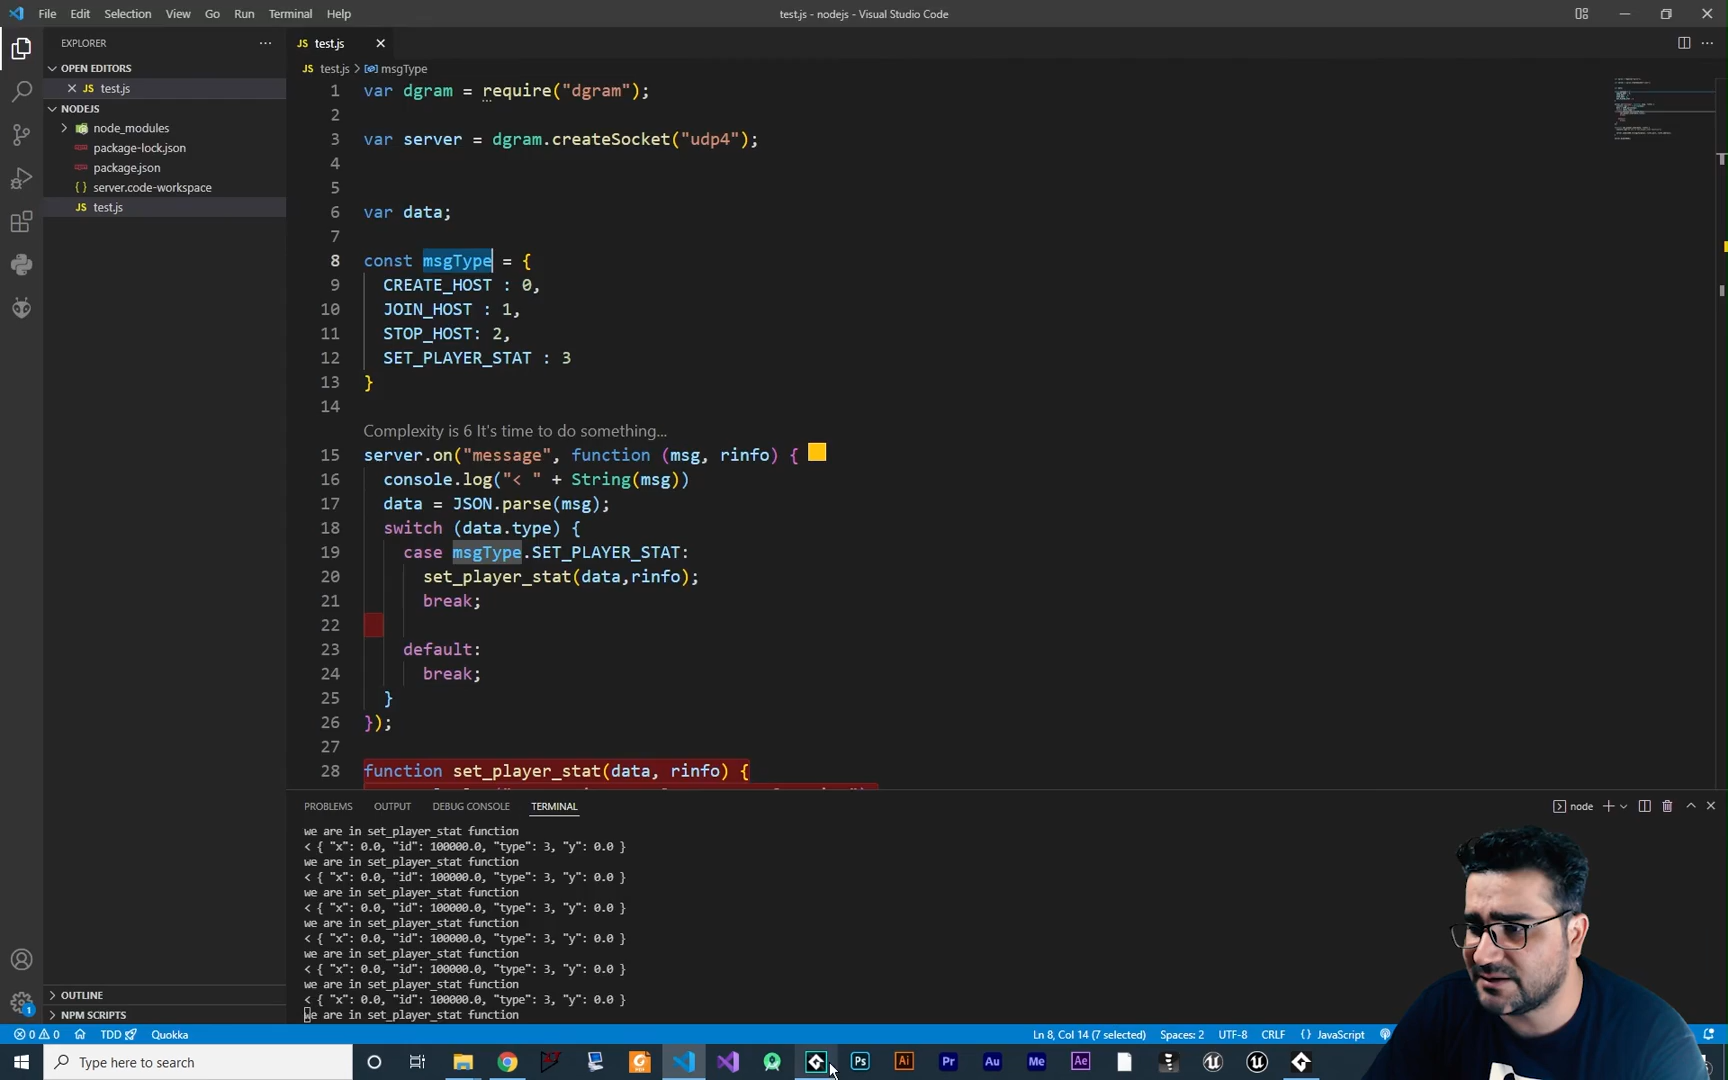 File Edit Selection View Go Run Terminal Help
test.js - nodejs - Visual Studio Code
EXPLORER
OPEN EDITORS
JS test.js
NODEJS
node_modules
package-lock.json
package.json
{} server.code-workspace
JS test.js
OUTLINE
NPM SCRIPTS
JS test.js
JS test.js > msgType
1 var dgram = require("dgram");
2
3 var server = dgram.createSocket("udp4");
4
5
6 var data;
7
8 const msgType = {
9 CREATE_HOST : 0,
10 JOIN_HOST : 1,
11 STOP_HOST: 2,
12 SET_PLAYER_STAT : 3
13 }
14
Complexity is 6 It's time to do something...
15 server.on("message", function (msg, rinfo) {
16 console.log("< " + String(msg))
17 data = JSON.parse(msg);
18 switch (data.type) {
19 case msgType.SET_PLAYER_STAT:
20 set_player_stat(data,rinfo);
21 break;
22
23 default:
24 break;
25 }
26 });
27
28 function set_player_stat(data, rinfo) {
PROBLEMS OUTPUT DEBUG CONSOLE TERMINAL
node
we are in set_player_stat function
< { "x": 0.0, "id": 100000.0, "type": 3, "y": 0.0 }
we are in set_player_stat function
< { "x": 0.0, "id": 100000.0, "type": 3, "y": 0.0 }
we are in set_player_stat function
< { "x": 0.0, "id": 100000.0, "type": 3, "y": 0.0 }
we are in set_player_stat function
< { "x": 0.0, "id": 100000.0, "type": 3, "y": 0.0 }
we are in set_player_stat function
< { "x": 0.0, "id": 100000.0, "type": 3, "y": 0.0 }
we are in set_player_stat function
< { "x": 0.0, "id": 100000.0, "type": 3, "y": 0.0 }
we are in set_player_stat function
0 0 TDD Quokka
Ln 8, Col 14 (7 selected) Spaces: 2 UTF-8 CRLF {} JavaScript
Type here to search
Ps Ai Pr Au Me Ae